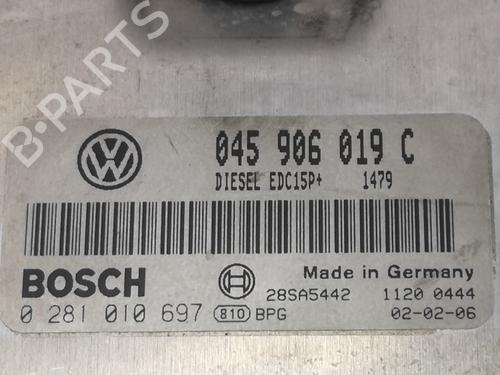 B-PARTS
VW
045 906 019 C
DIESEL EDC15P+ 1479
BOSCH
Made in Germany
28SA5442 1120 0444
0 281 010 697 810 BPG 02-02-06